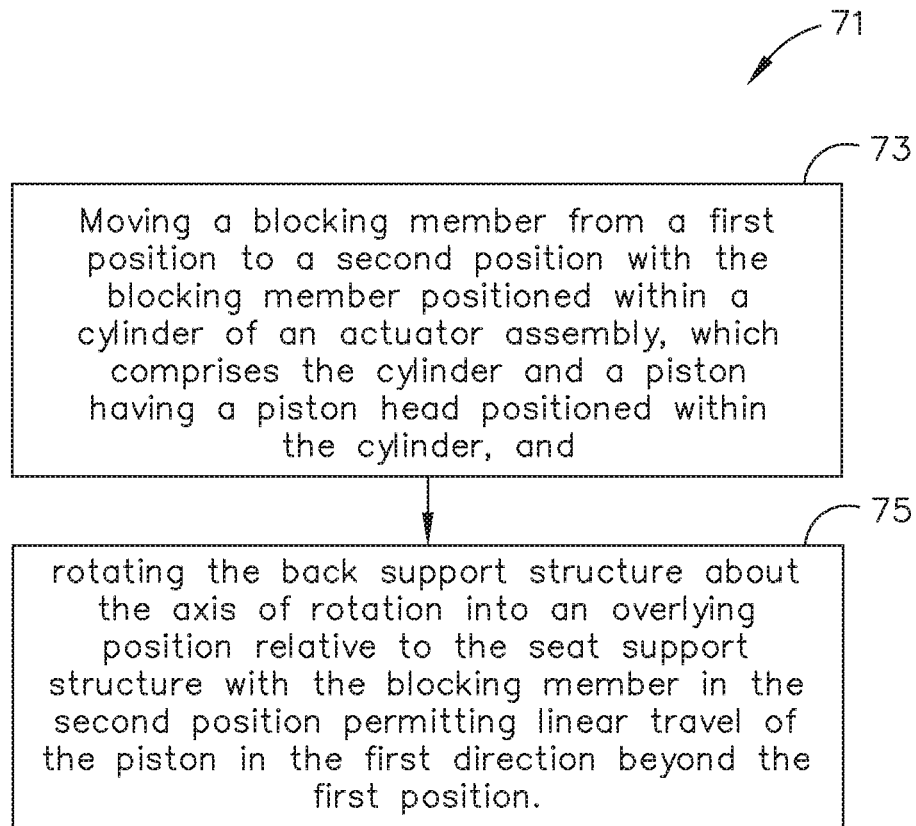 71
73
Moving a blocking member from a first
position to a second position with the
blocking member positioned within a
cylinder of an actuator assembly, which
comprises the cylinder and a piston
having a piston head positioned within
the cylinder, and
75
rotating the back support structure about
the axis of rotation into an overlying
position relative to the seat support
structure with the blocking member in the
second position permitting linear travel of
the piston in the first direction beyond the
first position.